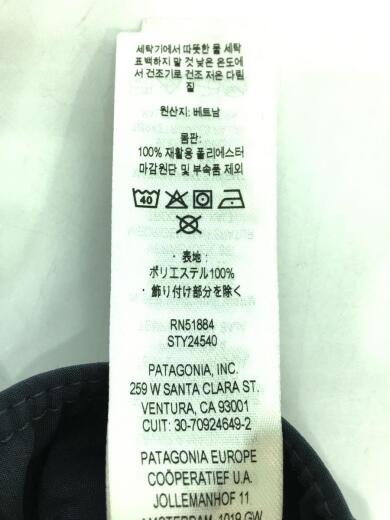 세탁기에서 따뜻한 물 세탁
표백하지 말 것 낮은 온도에
서 건조기로 건조 저온 다림
질
원산지: 베트남
몸판:
100% 재활용 폴리에스터
마감원단 및 부속품 제외
40
・表地:
ポリエステル100%
・飾り付け部分を除く
RN51884
STY24540
PATAGONIA, INC.
259 W SANTA CLARA ST.
VENTURA, CA 93001
CUIT: 30-70924649-2
PATAGONIA EUROPE
COÖPERATIEF U.A.
JOLLEMANHOF 11
AMSTERDAM, 1019 GW